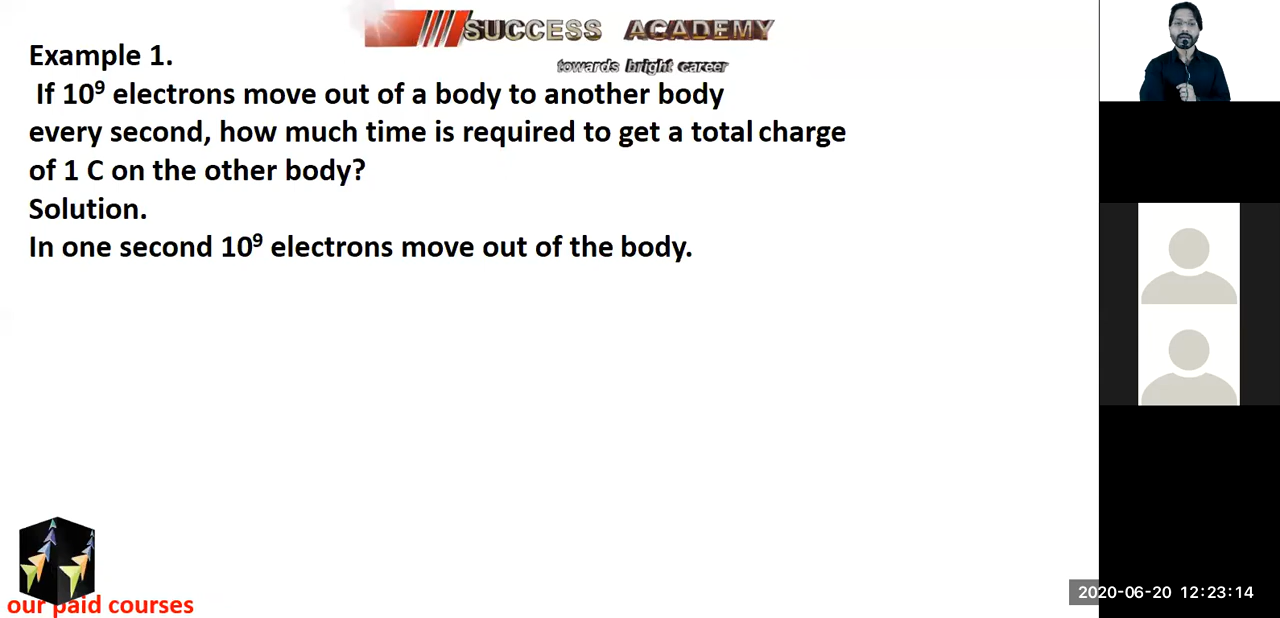 SUCCESS ACADEMY
towards bright career
Example 1.
If 10⁹ electrons move out of a body to another body
every second, how much time is required to get a total charge
of 1 C on the other body?
Solution.
In one second 10⁹ electrons move out of the body.
our paid courses
2020-06-20 12:23:14